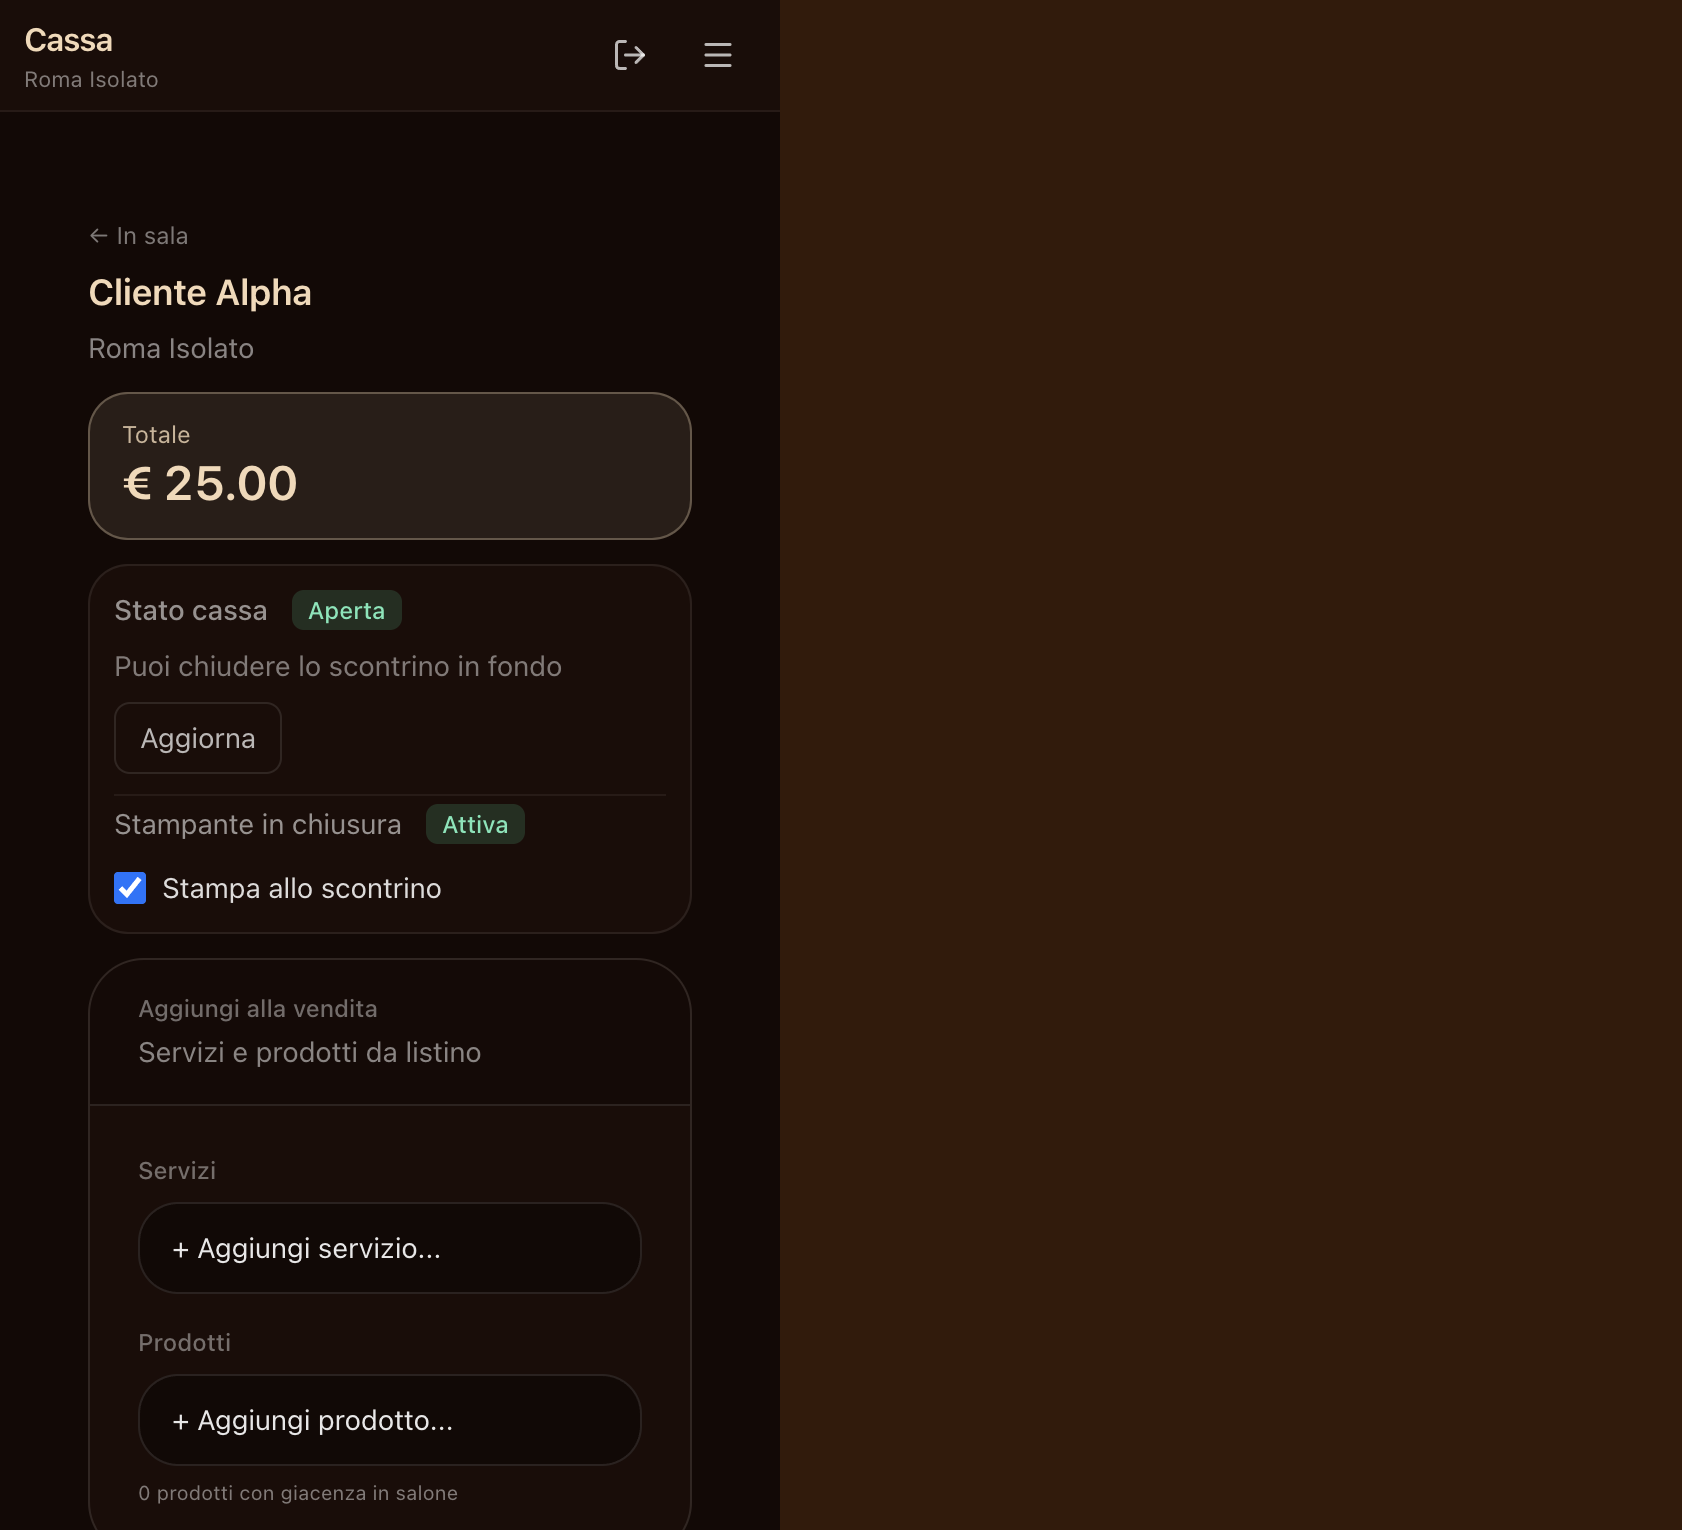 Cassa
Roma Isolato
← In sala
Cliente Alpha
Roma Isolato
Totale
€ 25.00
Stato cassa Aperta
Puoi chiudere lo scontrino in fondo
Aggiorna
Stampante in chiusura Attiva
Stampa allo scontrino
Aggiungi alla vendita
Servizi e prodotti da listino
Servizi
+ Aggiungi servizio...
Prodotti
+ Aggiungi prodotto...
0 prodotti con giacenza in salone